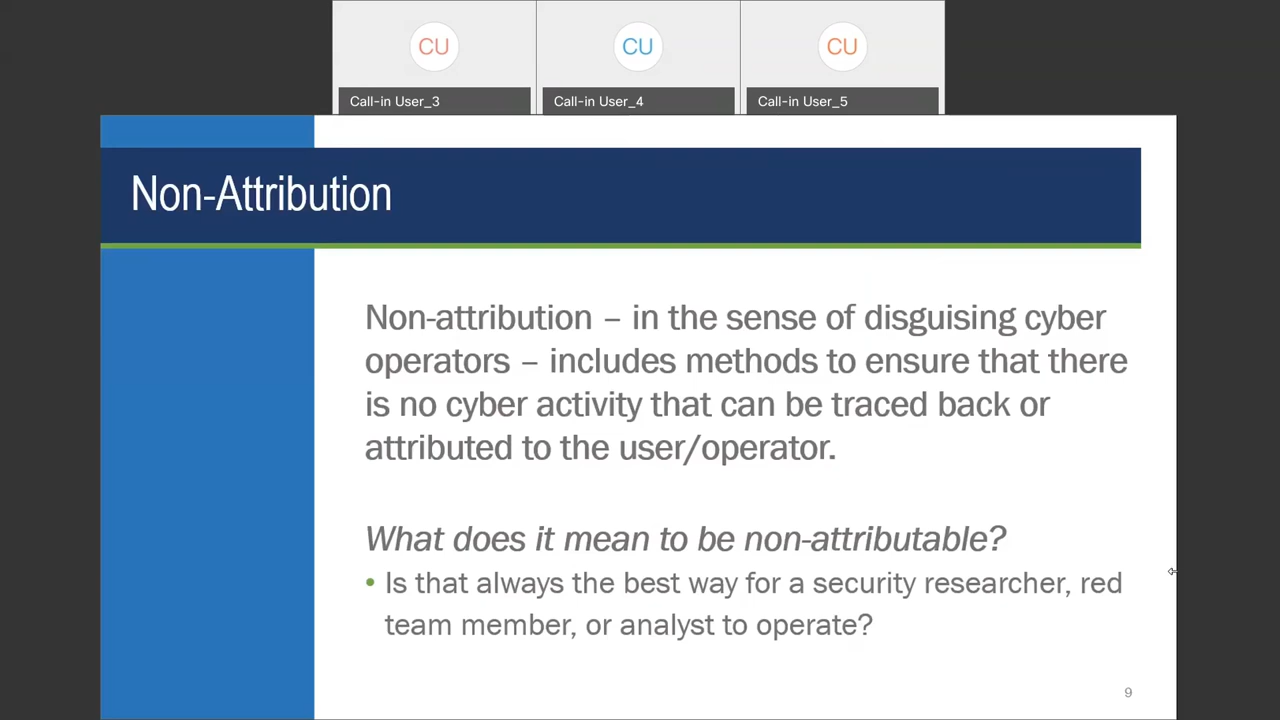 CU
CU
CU
Call-in User_3
Call-in User_4
Call-in User_5
Non-Attribution
Non-attribution – in the sense of disguising cyber
operators – includes methods to ensure that there
is no cyber activity that can be traced back or
attributed to the user/operator.
What does it mean to be non-attributable?
• Is that always the best way for a security researcher, red
team member, or analyst to operate?
9